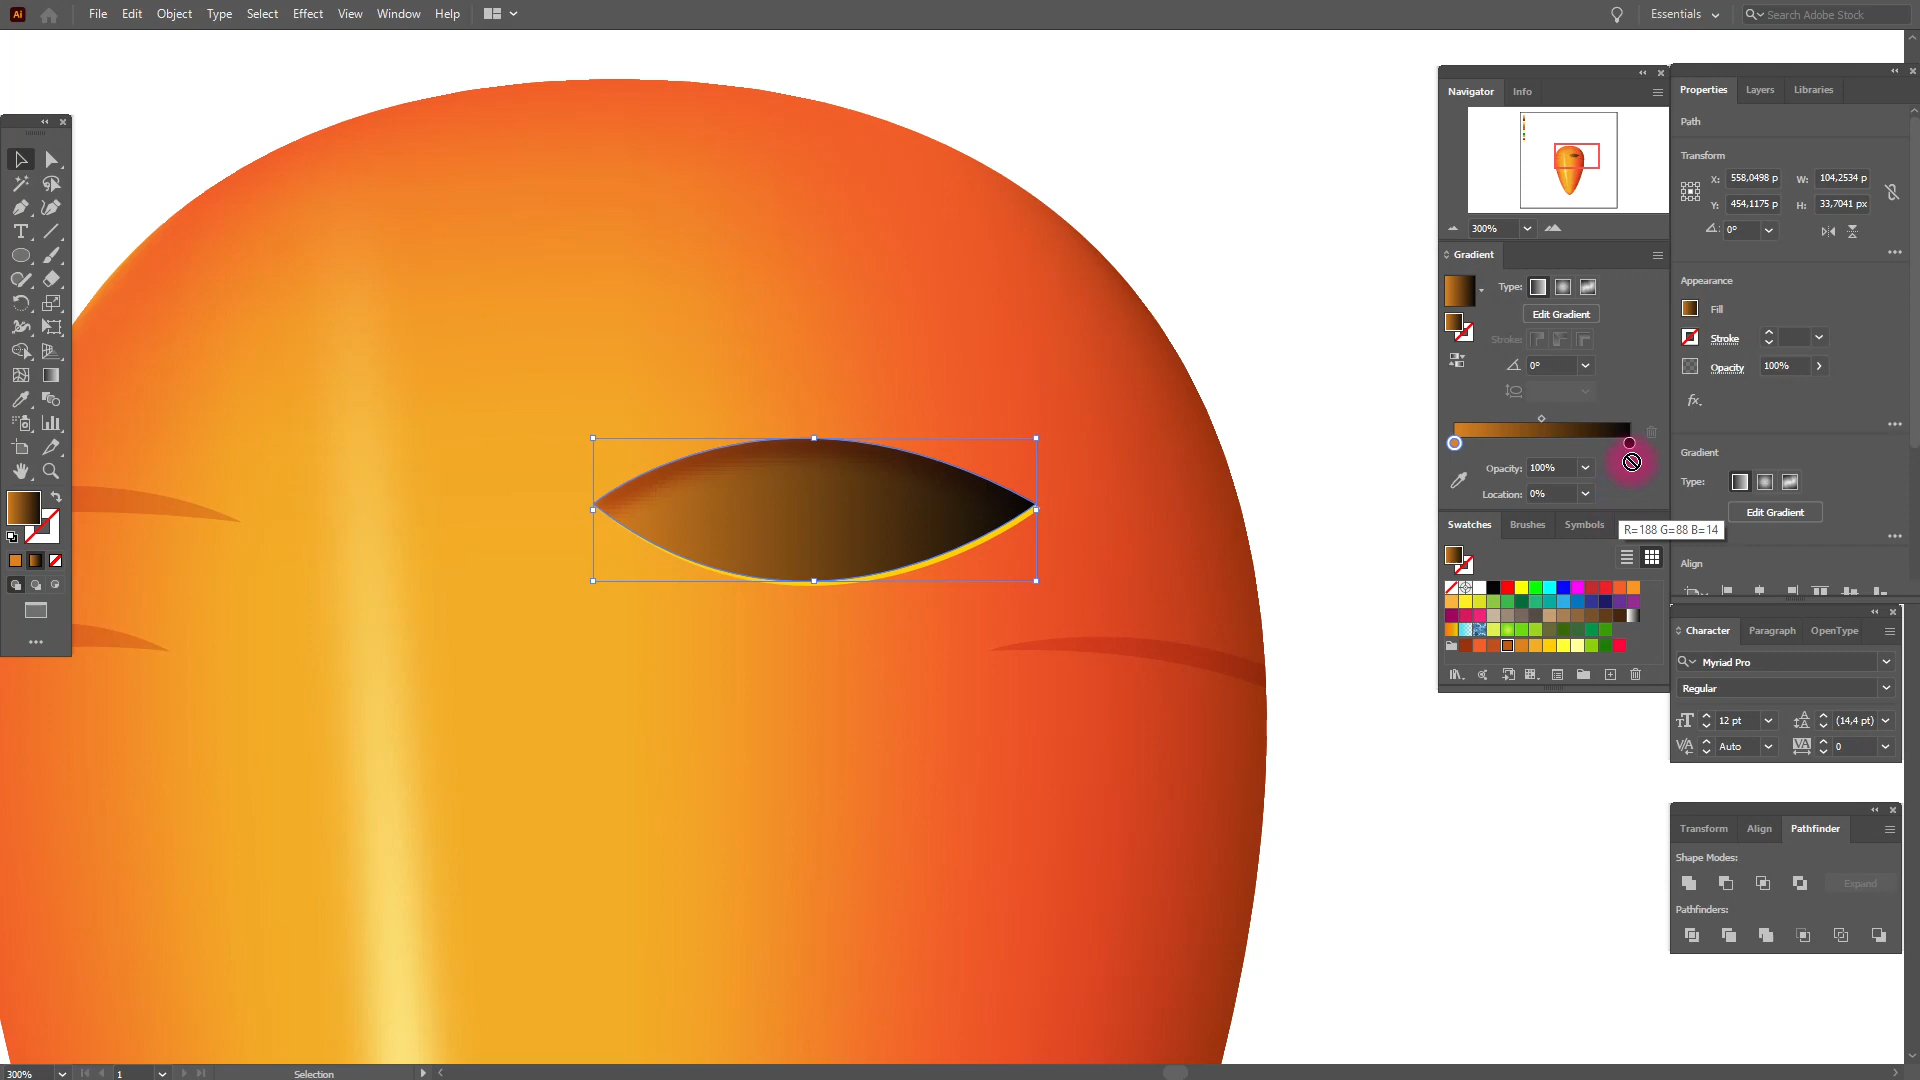 Ai File Edit Object Type Select Effect View Window Help Essentials Search Adobe Stock
Navigator Info
300%
Gradient
Type:
Edit Gradient
Stroke:
0°
Opacity: 100%
Location: 0%
Swatches Brushes Symbols
R=188 G=88 B=14
Properties Layers Libraries
Path
Transform
X: 558,0498 p W: 104,2534 p
Y: 454,1175 p H: 33,7041 px
0°
Appearance
Fill
Stroke
Opacity 100%
fx.
Gradient
Type:
Edit Gradient
Align
Character Paragraph OpenType
Myriad Pro
Regular
12 pt (14,4 pt)
Auto 0
Transform Align Pathfinder
Shape Modes:
Expand
Pathfinders:
300% 1 Selection